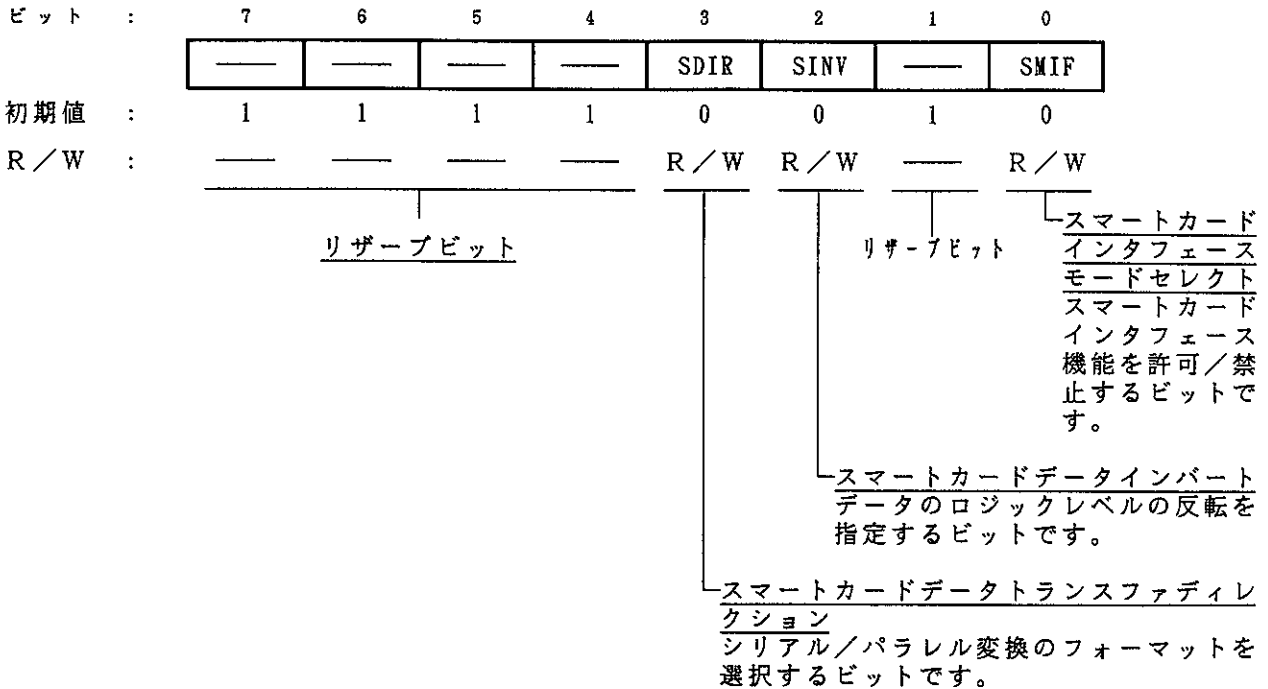 ビット : 7 6 5 4 3 2 1 0
—— —— —— —— SDIR SINV —— SMIF
初期値 : 1 1 1 1 0 0 1 0
R/W : —— —— —— —— R/W R/W —— R/W
リザーブビット
リザーブビット
スマートカード
インタフェース
モードセレクト
スマートカード
インタフェース
機能を許可/禁
止するビットで
す。
スマートカードデータインバート
データのロジックレベルの反転を
指定するビットです。
スマートカードデータトランスファディレ
クション
シリアル/パラレル変換のフォーマットを
選択するビットです。